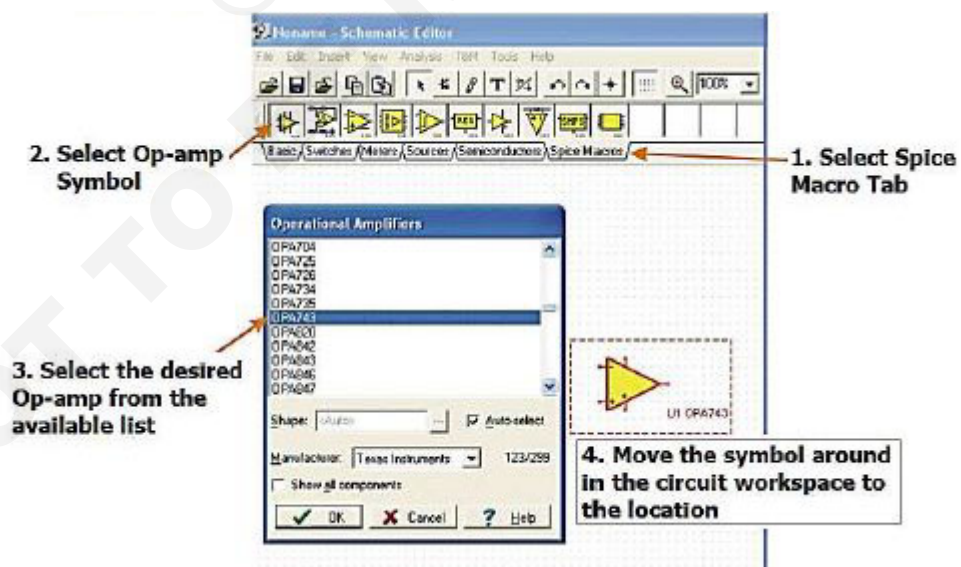 Noname - Schematic Editor
File Edit Insert View Analysis T&M Tools Help
100%
Basic Switches Meters Sources Semiconductors Spice Macros
2. Select Op-amp
Symbol
1. Select Spice
Macro Tab
Operational Amplifiers
OPA704
OPA725
OPA726
OPA734
OPA735
OPA743
OPA820
OPA842
OPA843
OPA846
OPA847
3. Select the desired
Op-amp from the
available list
Shape: <Auto> ... Auto-select
Manufacturer: Texas Instruments 123/299
Show all components
OK Cancel ? Help
U1 OPA743
4. Move the symbol around
in the circuit workspace to
the location